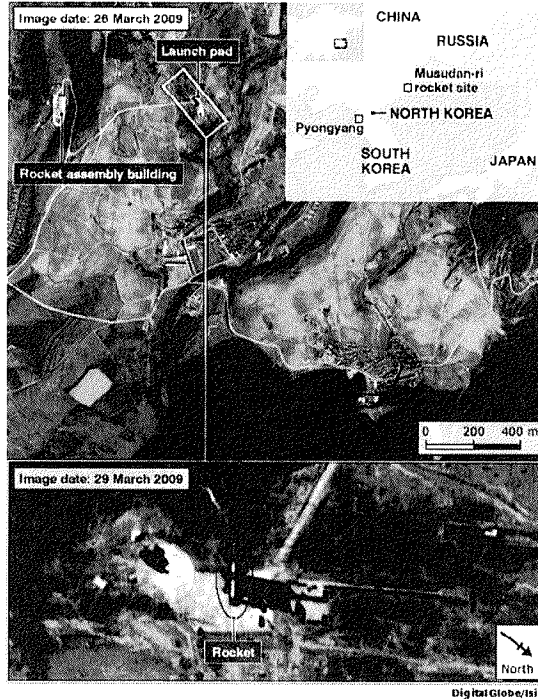 Image date: 26 March 2009
Launch pad
Rocket assembly building
CHINA
RUSSIA
Musudan-ri
rocket site
NORTH KOREA
Pyongyang
SOUTH
KOREA
JAPAN
0 200 400 m
Image date: 29 March 2009
Rocket
North
DigitalGlobe/Isi